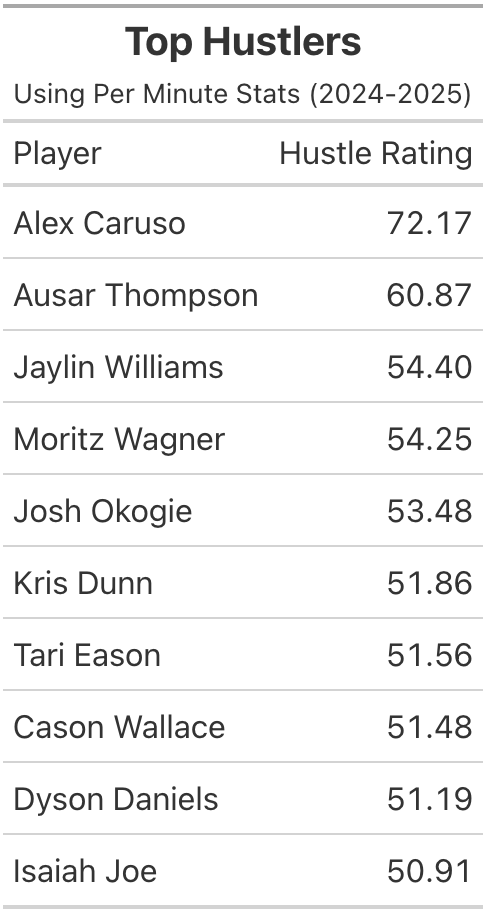 Top Hustlers
Using Per Minute Stats (2024-2025)
Player Hustle Rating
Alex Caruso 72.17
Ausar Thompson 60.87
Jaylin Williams 54.40
Moritz Wagner 54.25
Josh Okogie 53.48
Kris Dunn 51.86
Tari Eason 51.56
Cason Wallace 51.48
Dyson Daniels 51.19
Isaiah Joe 50.91